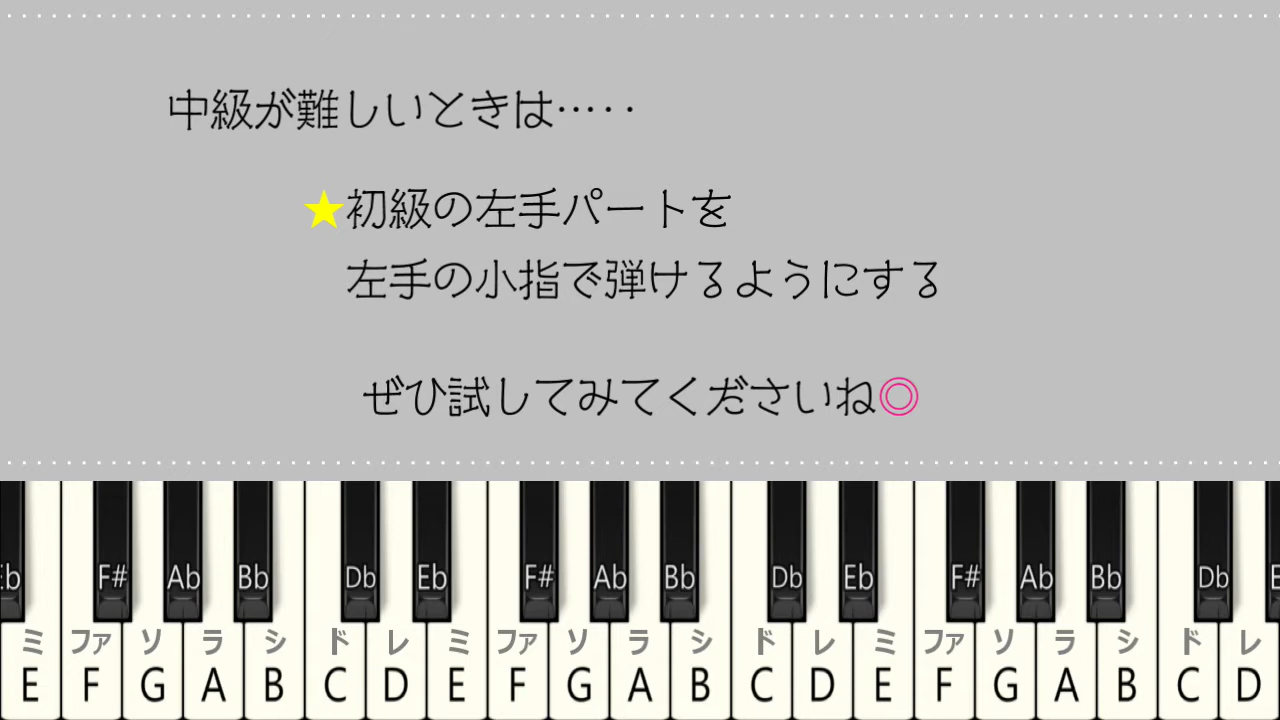 中級が難しいときは‥‥‥
★初級の左手パートを
左手の小指で弾けるようにする
ぜひ試してみてくださいね◎
Eb F# Ab Bb Db Eb F# Ab Bb Db Eb F# Ab Bb Db E
ミ ファ ソ ラ シ ド レ ミ ファ ソ ラ シ ド レ ミ ファ ソ ラ シ ド レ
E F G A B C D E F G A B C D E F G A B C D